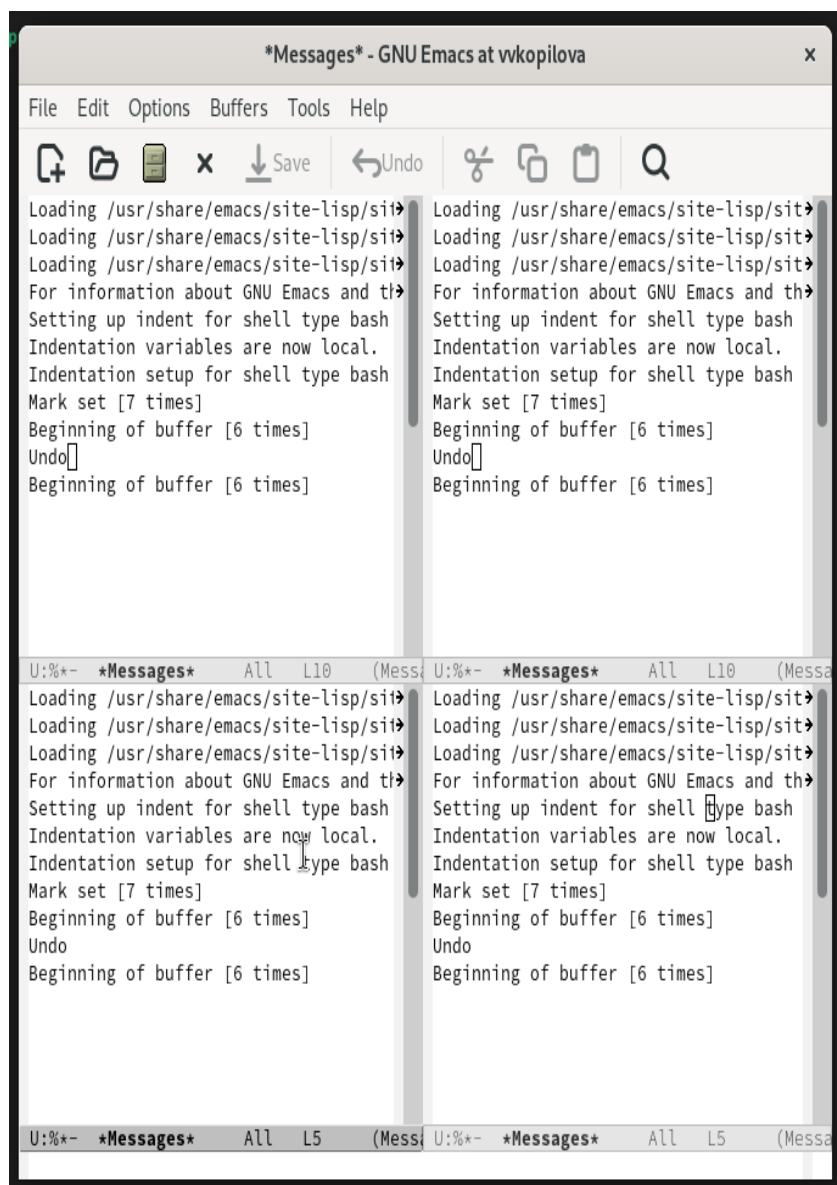 *Messages* - GNU Emacs at vvkopilova
File Edit Options Buffers Tools Help
Save Undo
Loading /usr/share/emacs/site-lisp/sit
Loading /usr/share/emacs/site-lisp/sit
Loading /usr/share/emacs/site-lisp/sit
For information about GNU Emacs and th
Setting up indent for shell type bash
Indentation variables are now local.
Indentation setup for shell type bash
Mark set [7 times]
Beginning of buffer [6 times]
Undo
Beginning of buffer [6 times]
U:%*- *Messages* All L10 (Messa
Loading /usr/share/emacs/site-lisp/sit
Loading /usr/share/emacs/site-lisp/sit
Loading /usr/share/emacs/site-lisp/sit
For information about GNU Emacs and th
Setting up indent for shell type bash
Indentation variables are now local.
Indentation setup for shell type bash
Mark set [7 times]
Beginning of buffer [6 times]
Undo
Beginning of buffer [6 times]
U:%*- *Messages* All L10 (Messa
Loading /usr/share/emacs/site-lisp/sit
Loading /usr/share/emacs/site-lisp/sit
Loading /usr/share/emacs/site-lisp/sit
For information about GNU Emacs and th
Setting up indent for shell type bash
Indentation variables are now local.
Indentation setup for shell type bash
Mark set [7 times]
Beginning of buffer [6 times]
Undo
Beginning of buffer [6 times]
U:%*- *Messages* All L5 (Messa
Loading /usr/share/emacs/site-lisp/sit
Loading /usr/share/emacs/site-lisp/sit
Loading /usr/share/emacs/site-lisp/sit
For information about GNU Emacs and th
Setting up indent for shell type bash
Indentation variables are now local.
Indentation setup for shell type bash
Mark set [7 times]
Beginning of buffer [6 times]
Undo
Beginning of buffer [6 times]
U:%*- *Messages* All L5 (Messa